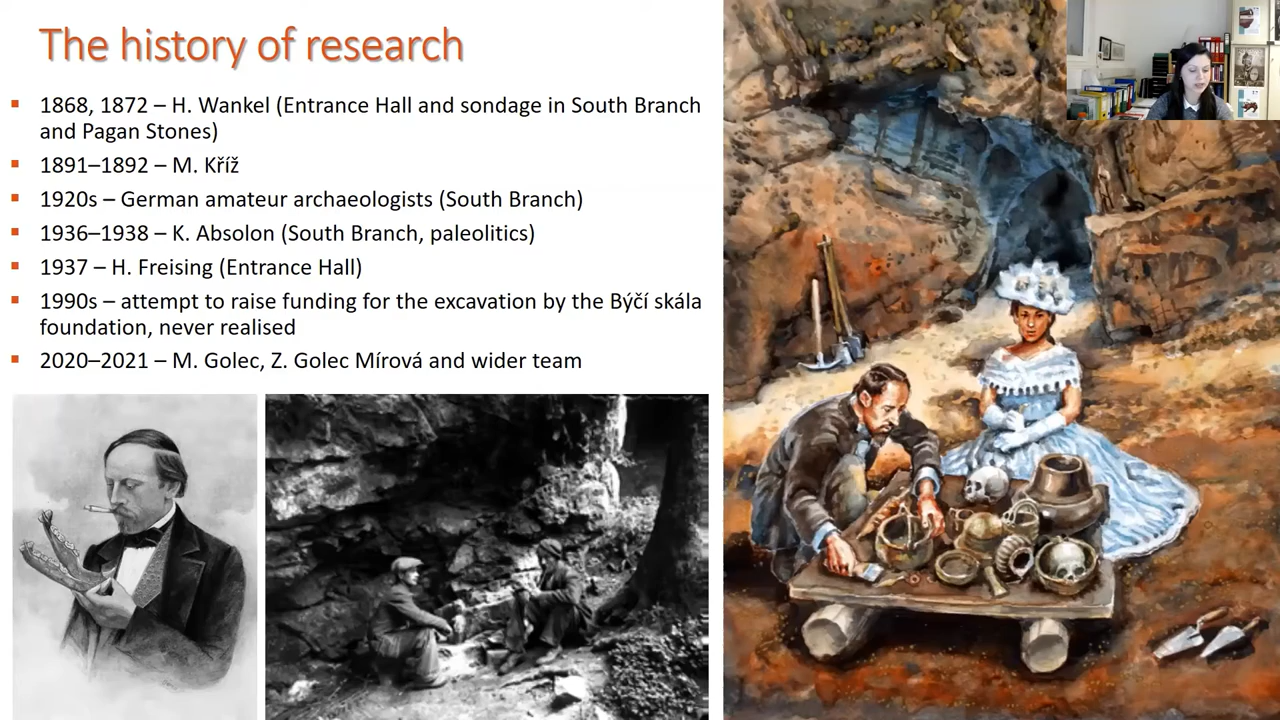 The history of research
1868, 1872 – H. Wankel (Entrance Hall and sondage in South Branch
and Pagan Stones)
1891–1892 – M. Kříž
1920s – German amateur archaeologists (South Branch)
1936–1938 – K. Absolon (South Branch, paleolitics)
1937 – H. Freising (Entrance Hall)
1990s – attempt to raise funding for the excavation by the Býčí skála
foundation, never realised
2020–2021 – M. Golec, Z. Golec Mírová and wider team